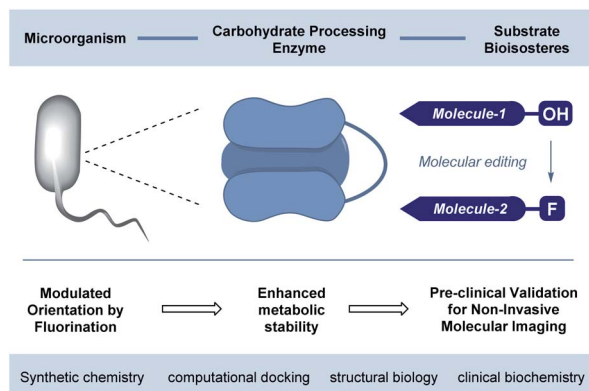 Microorganism
Carbohydrate Processing
Enzyme
Substrate
Bioisosteres
Molecule-1
OH
Molecular editing
Molecule-2
F
Modulated
Orientation by
Fluorination
Enhanced
metabolic
stability
Pre-clinical Validation
for Non-Invasive
Molecular Imaging
Synthetic chemistry computational docking structural biology clinical biochemistry